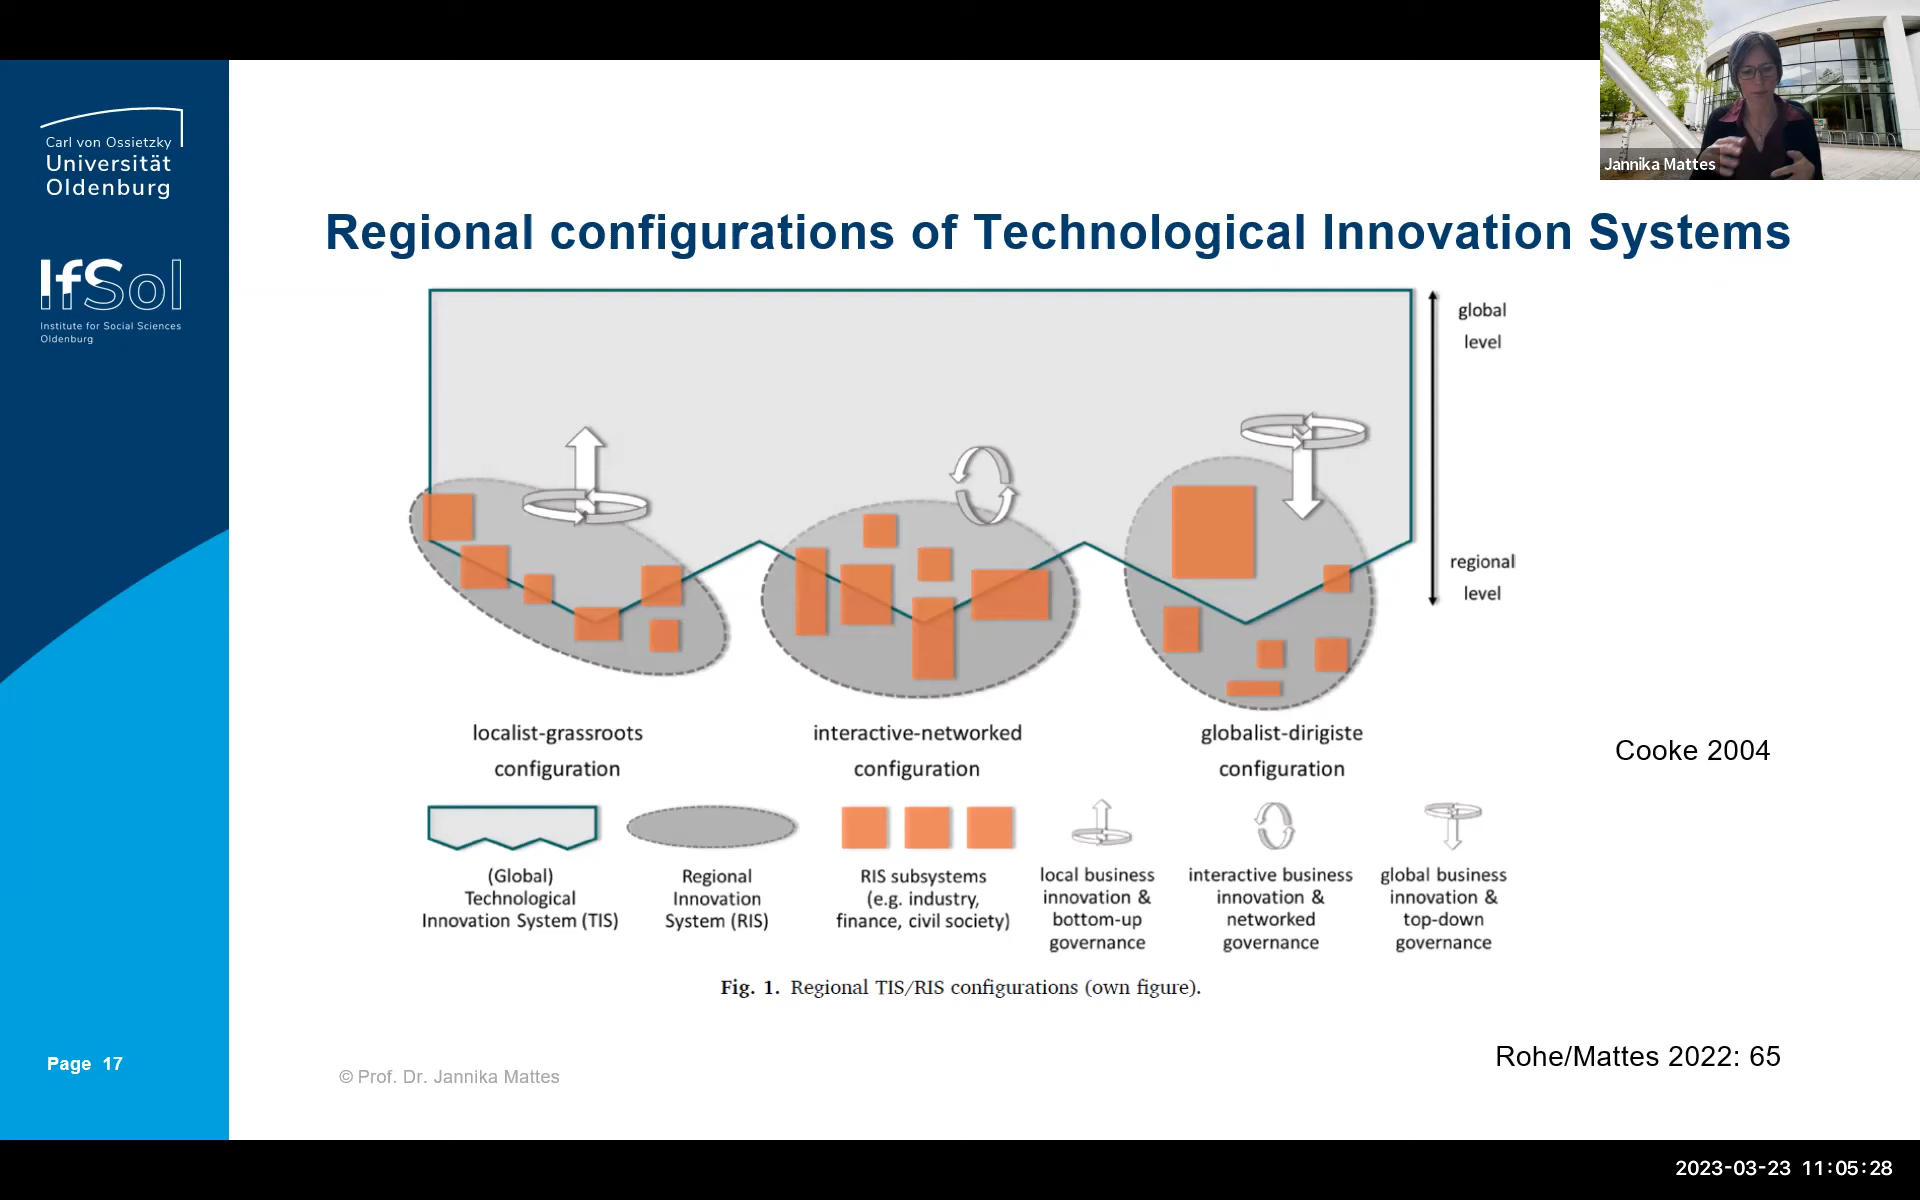 Jannika Mattes
Carl von Ossietzky
Universität
Oldenburg
IfSol
Institute for Social Sciences
Oldenburg
Regional configurations of Technological Innovation Systems
global
level
regional
level
localist-grassroots
configuration
interactive-networked
configuration
globalist-dirigiste
configuration
Cooke 2004
(Global)
Technological
Innovation System (TIS)
Regional
Innovation
System (RIS)
RIS subsystems
(e.g. industry,
finance, civil society)
local business
innovation &
bottom-up
governance
interactive business
innovation &
networked
governance
global business
innovation &
top-down
governance
Fig. 1. Regional TIS/RIS configurations (own figure).
Rohe/Mattes 2022: 65
Page 17
© Prof. Dr. Jannika Mattes
2023-03-23 11:05:28